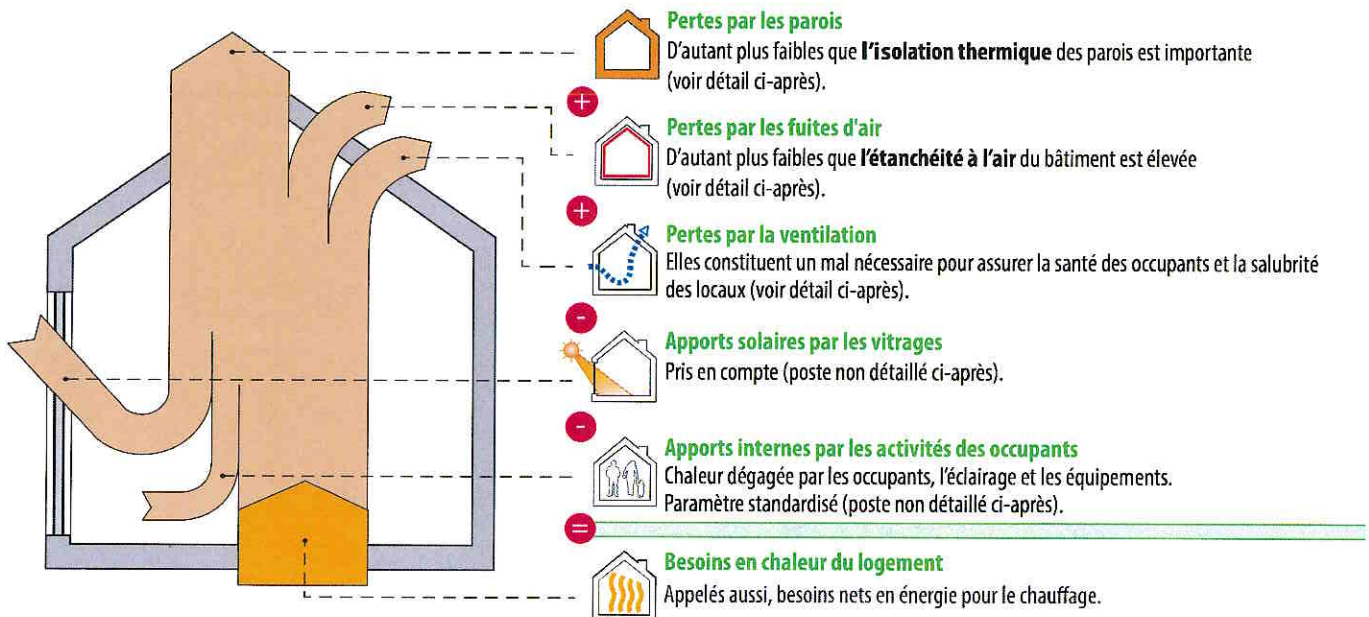 Pertes par les parois
D'autant plus faibles que l'isolation thermique des parois est importante
(voir détail ci-après).
+
Pertes par les fuites d'air
D'autant plus faibles que l'étanchéité à l'air du bâtiment est élevée
(voir détail ci-après).
+
Pertes par la ventilation
Elles constituent un mal nécessaire pour assurer la santé des occupants et la salubrité
des locaux (voir détail ci-après).
-
Apports solaires par les vitrages
Pris en compte (poste non détaillé ci-après).
-
Apports internes par les activités des occupants
Chaleur dégagée par les occupants, l'éclairage et les équipements.
Paramètre standardisé (poste non détaillé ci-après).
=
Besoins en chaleur du logement
Appelés aussi, besoins nets en énergie pour le chauffage.